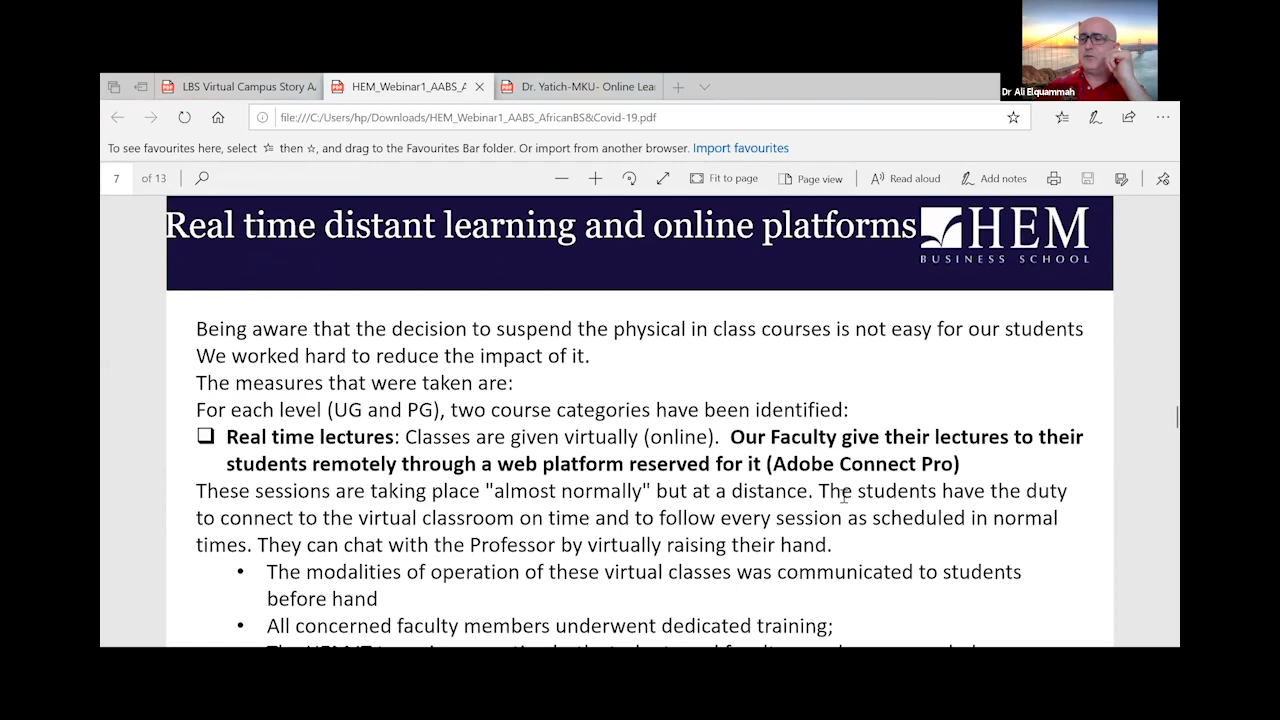 Dr Ali Elquammah
LBS Virtual Campus Story A
HEM_Webinar1_AABS_A
Dr. Yatich-MKU- Online Lea
file:///C:/Users/hp/Downloads/HEM_Webinar1_AABS_AfricanBS&Covid-19.pdf
To see favourites here, select then , and drag to the Favourites Bar folder. Or import from another browser. Import favourites
7 of 13
Fit to page
Page view
Read aloud
Add notes
Real time distant learning and online platforms
HEM
BUSINESS SCHOOL
Being aware that the decision to suspend the physical in class courses is not easy for our students
We worked hard to reduce the impact of it.
The measures that were taken are:
For each level (UG and PG), two course categories have been identified:
Real time lectures: Classes are given virtually (online). Our Faculty give their lectures to their
students remotely through a web platform reserved for it (Adobe Connect Pro)
These sessions are taking place "almost normally" but at a distance. The students have the duty
to connect to the virtual classroom on time and to follow every session as scheduled in normal
times. They can chat with the Professor by virtually raising their hand.
• The modalities of operation of these virtual classes was communicated to students
before hand
• All concerned faculty members underwent dedicated training;